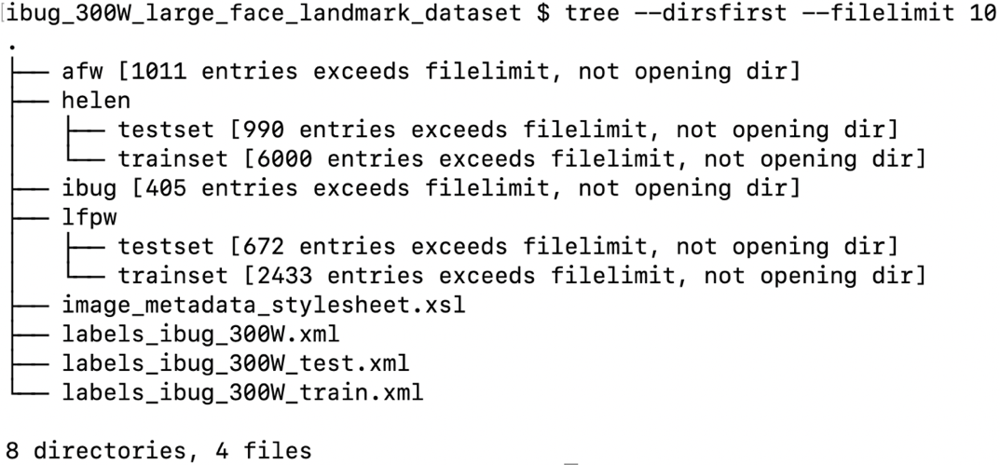 ibug_300W_large_face_landmark_dataset $ tree --dirsfirst --filelimit 10
.
├── afw [1011 entries exceeds filelimit, not opening dir]
├── helen
│   ├── testset [990 entries exceeds filelimit, not opening dir]
│   └── trainset [6000 entries exceeds filelimit, not opening dir]
├── ibug [405 entries exceeds filelimit, not opening dir]
├── lfpw
│   ├── testset [672 entries exceeds filelimit, not opening dir]
│   └── trainset [2433 entries exceeds filelimit, not opening dir]
├── image_metadata_stylesheet.xsl
├── labels_ibug_300W.xml
├── labels_ibug_300W_test.xml
└── labels_ibug_300W_train.xml
8 directories, 4 files